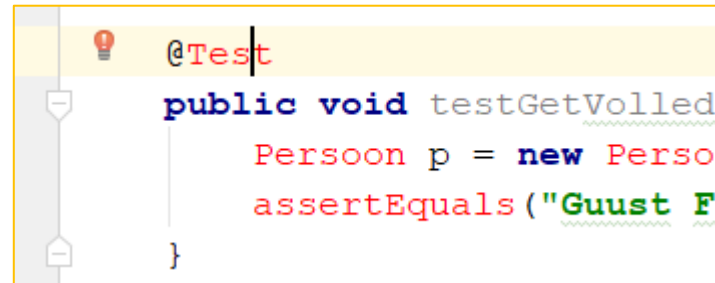 @Test
public void testGetVolled
Persoon p = new Perso
assertEquals("Guust F
}